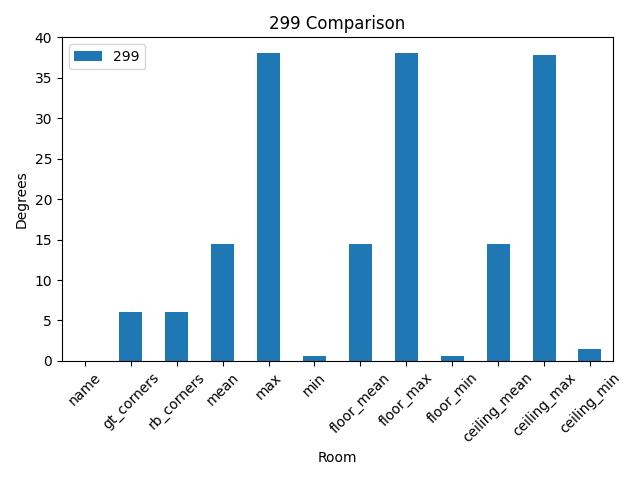 299 Comparison
299
Degrees
40
35
30
25
20
15
10
5
0
name
gt_corners
rb_corners
mean
max
min
floor_mean
floor_max
floor_min
ceiling_mean
ceiling_max
ceiling_min
Room